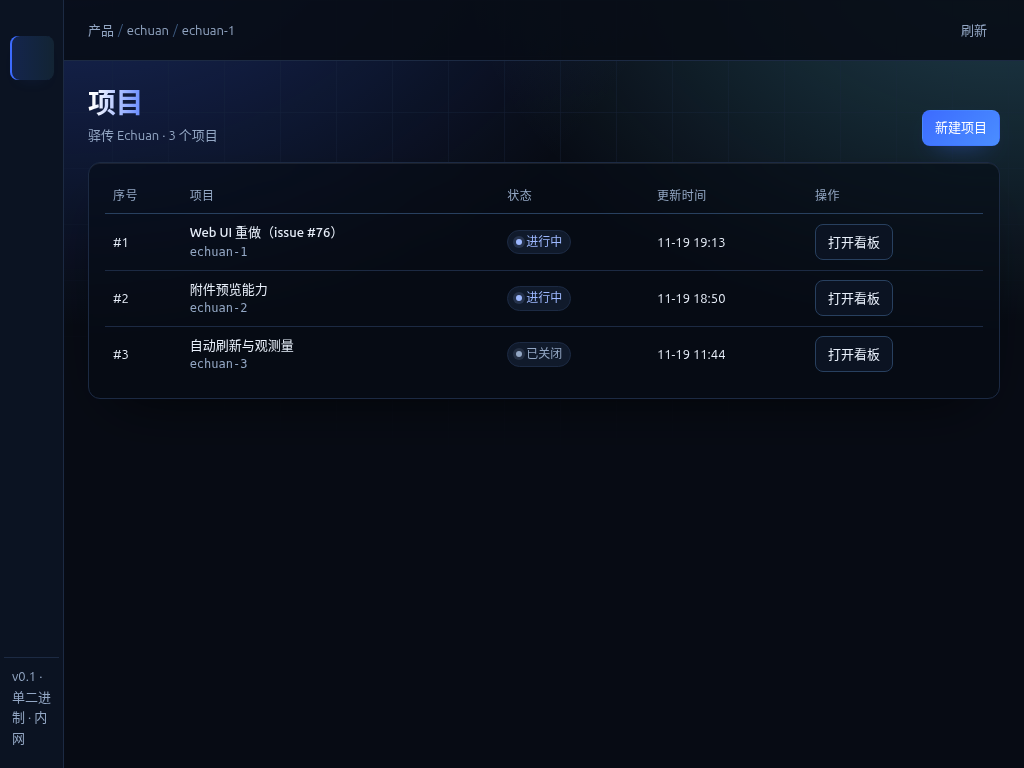 产品 / echuan / echuan-1
刷新
项目
驿传 Echuan · 3 个项目
新建项目
序号 项目 状态 更新时间 操作
#1 Web UI 重做（issue #76） 进行中 11-19 19:13 打开看板
echuan-1
#2 附件预览能力 进行中 11-19 18:50 打开看板
echuan-2
#3 自动刷新与观测量 已关闭 11-19 11:44 打开看板
echuan-3
v0.1 ·
单二进
制 · 内
网